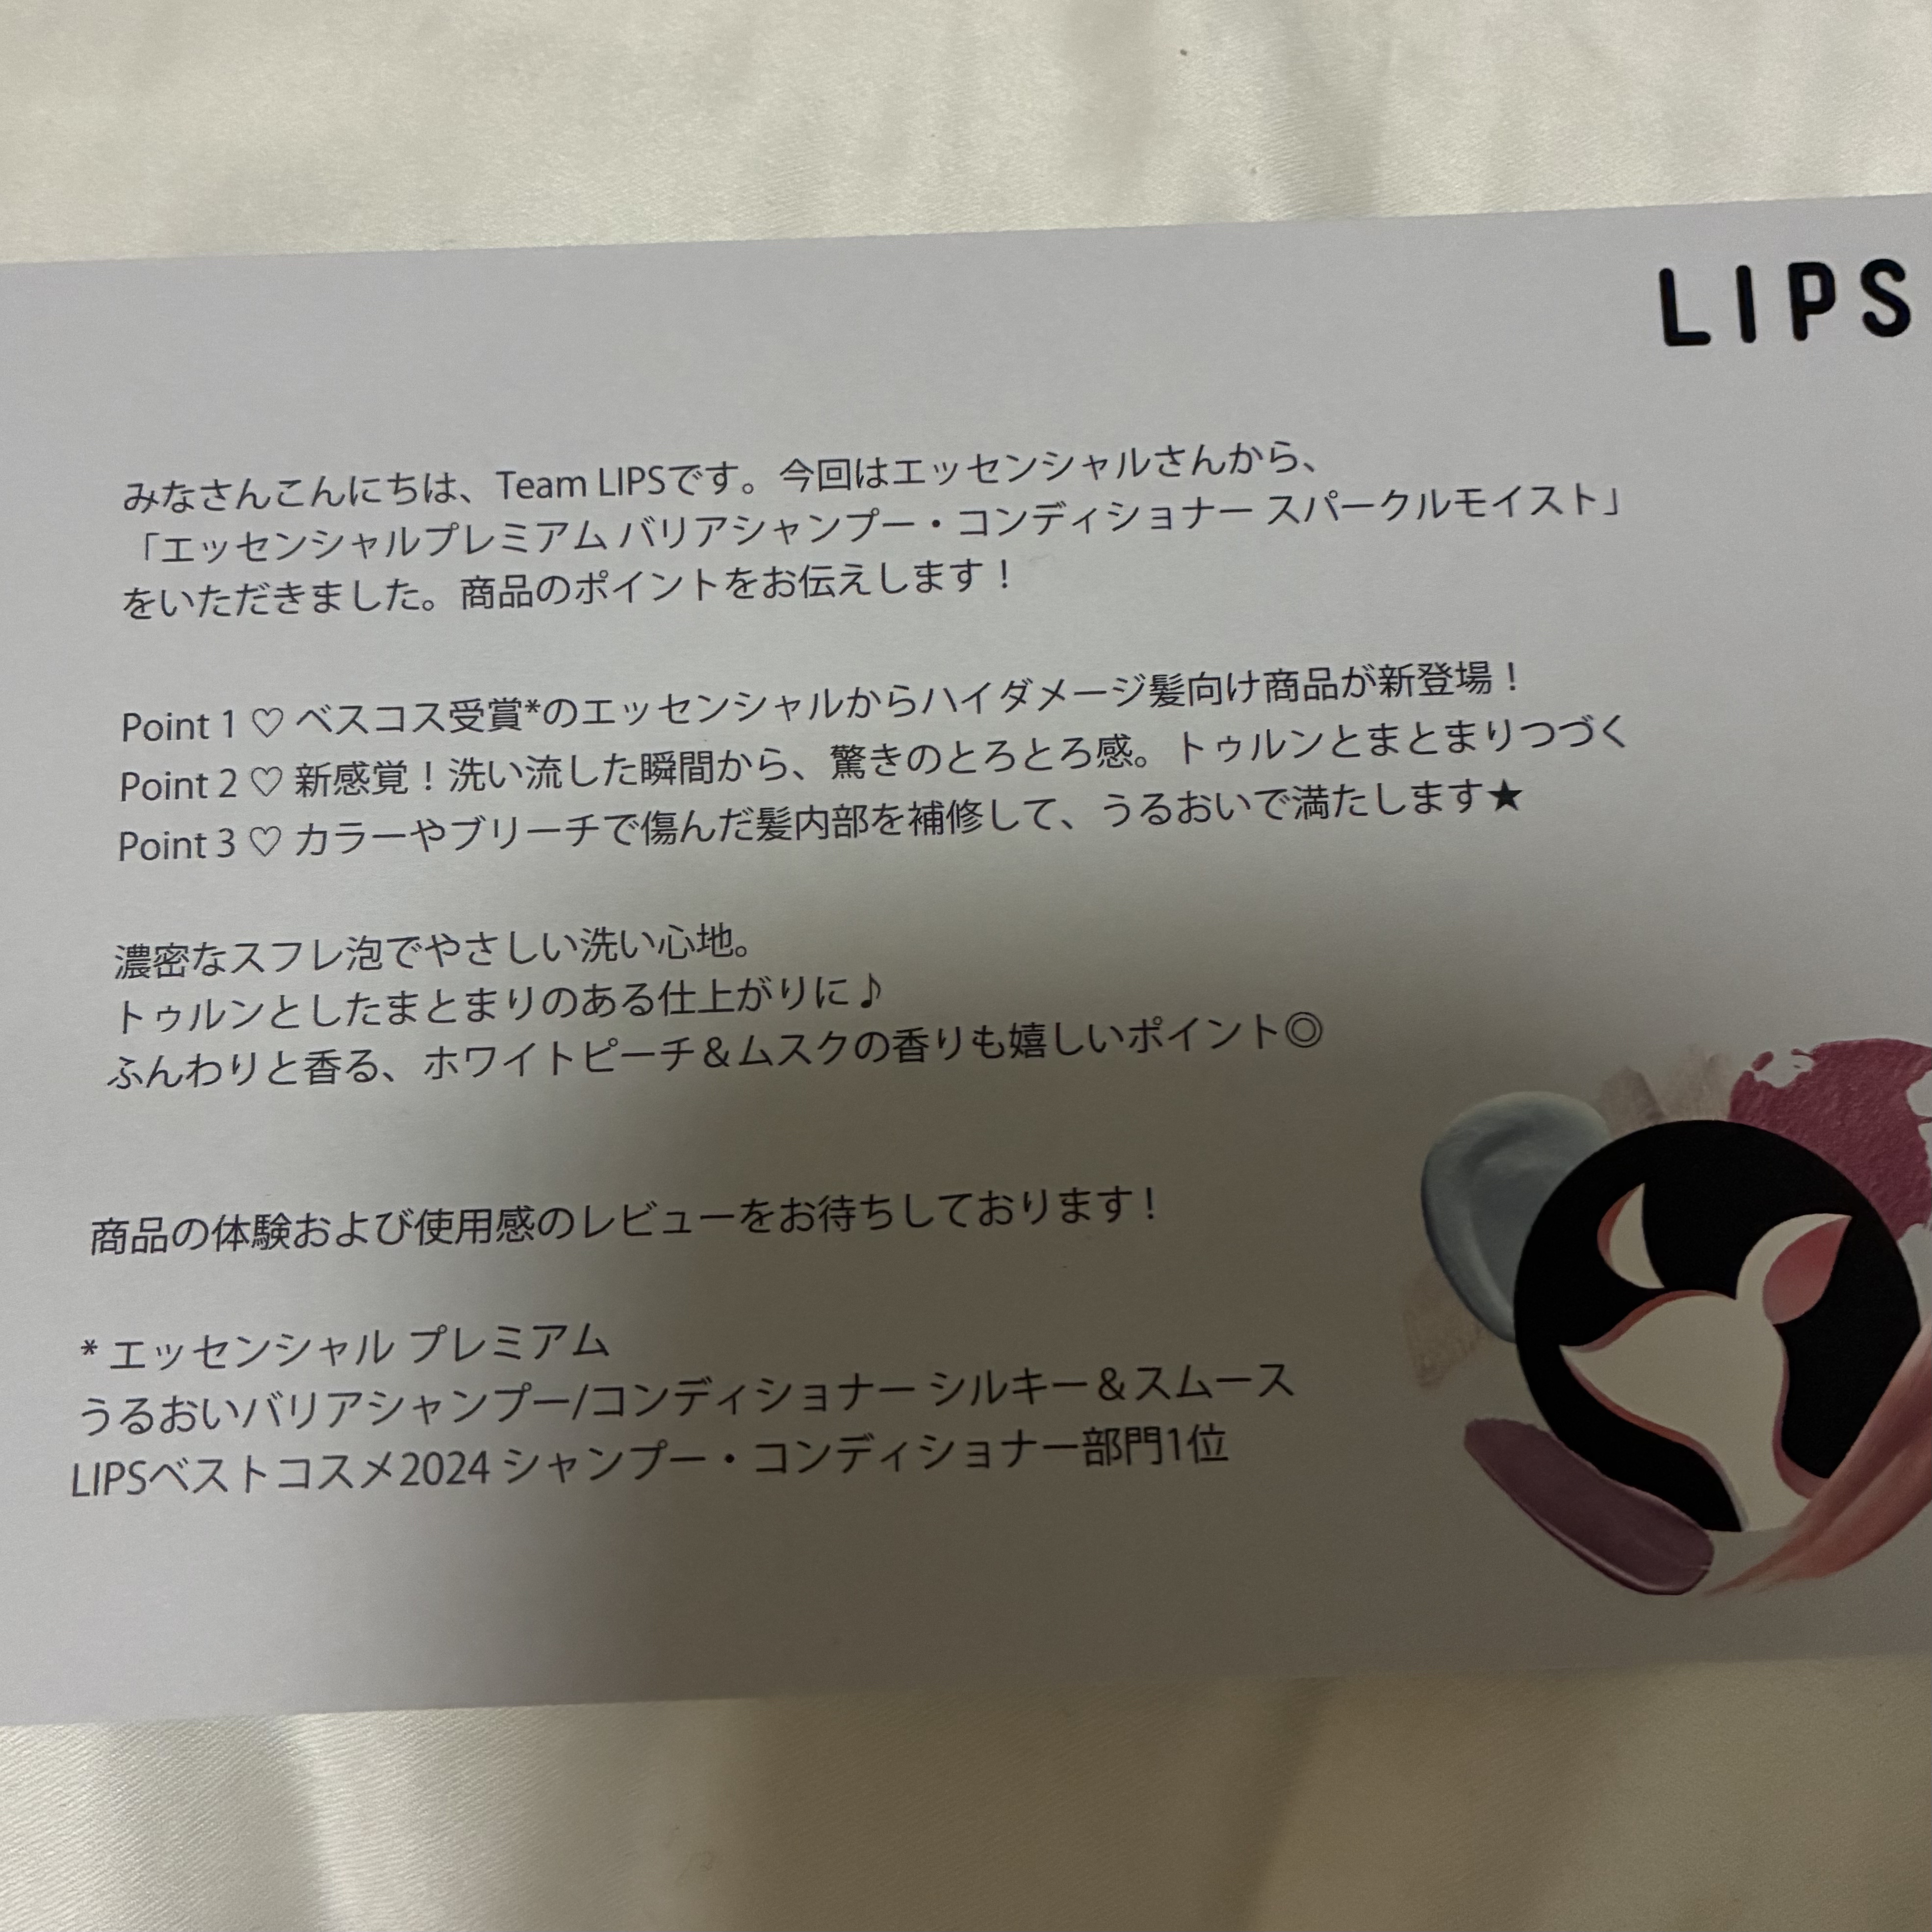 LIPS
みなさんこんにちは、Team LIPSです。今回はエッセンシャルさんから、
「エッセンシャルプレミアム バリアシャンプー・コンディショナー スパークルモイスト」
をいただきました。商品のポイントをお伝えします！
Point 1 ♡ ベスコス受賞*のエッセンシャルからハイダメージ髪向け商品が新登場！
Point 2 ♡ 新感覚！洗い流した瞬間から、驚きのとろとろ感。トゥルンとまとまりつづく
Point 3 ♡ カラーやブリーチで傷んだ髪内部を補修して、うるおいで満たします★
濃密なスフレ泡でやさしい洗い心地。
トゥルンとしたまとまりのある仕上がりに♪
ふんわりと香る、ホワイトピーチ＆ムスクの香りも嬉しいポイント◎
商品の体験および使用感のレビューをお待ちしております！
* エッセンシャル プレミアム
うるおいバリアシャンプー/コンディショナー シルキー＆スムース
LIPSベストコスメ2024 シャンプー・コンディショナー部門1位